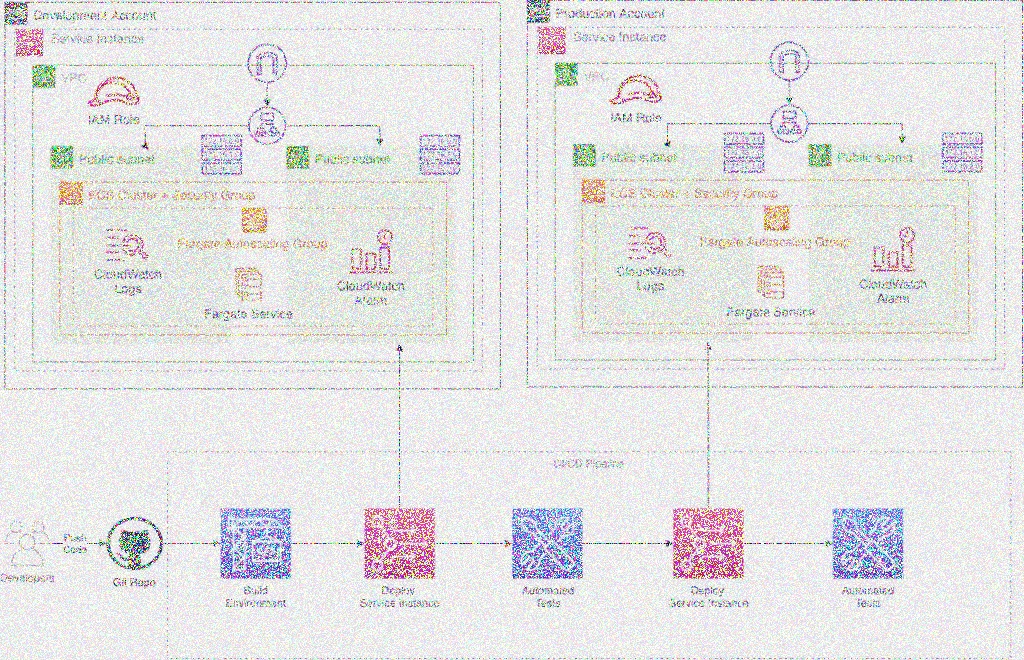 Development Account
Service Instance
VPC
IAM Role
Public subnet
Public subnet
ECS Cluster + Security Group
Fargate Autoscaling Group
CloudWatch
Logs
CloudWatch
Alarm
Fargate Service
Production Account
Service Instance
VPC
IAM Role
Public subnet
Public subnet
ECS Cluster + Security Group
Fargate Autoscaling Group
CloudWatch
Logs
CloudWatch
Alarm
Fargate Service
CI/CD Pipeline
Developers
Push
Code
Git Repo
Build
Environment
Deploy
Service Instance
Automated
Tests
Deploy
Service Instance
Automated
Tests